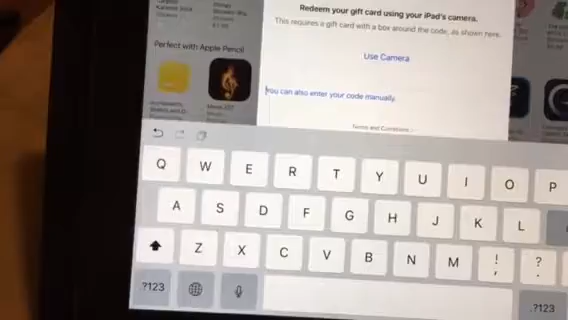 Redeem your gift card using your iPad's camera.
This requires a gift card with a box around the code, as shown here.
Use Camera
Perfect with Apple Pencil
You can also enter your code manually.
Terms and Conditions
Q W E R T Y U I O P
A S D F G H J K L
Z X C V B N M ! , ? .
.?123 .?123